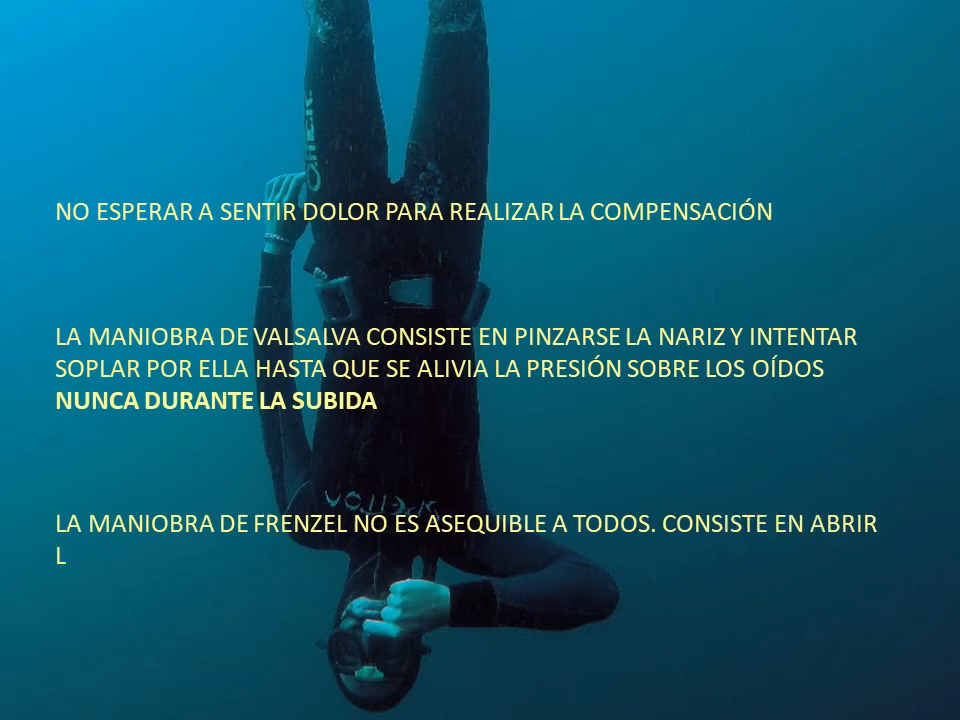 NO ESPERAR A SENTIR DOLOR PARA REALIZAR LA COMPENSACIÓN
LA MANIOBRA DE VALSALVA CONSISTE EN PINZARSE LA NARIZ Y INTENTAR
SOPLAR POR ELLA HASTA QUE SE ALIVIA LA PRESIÓN SOBRE LOS OÍDOS
NUNCA DURANTE LA SUBIDA
LA MANIOBRA DE FRENZEL NO ES ASEQUIBLE A TODOS. CONSISTE EN ABRIR
L